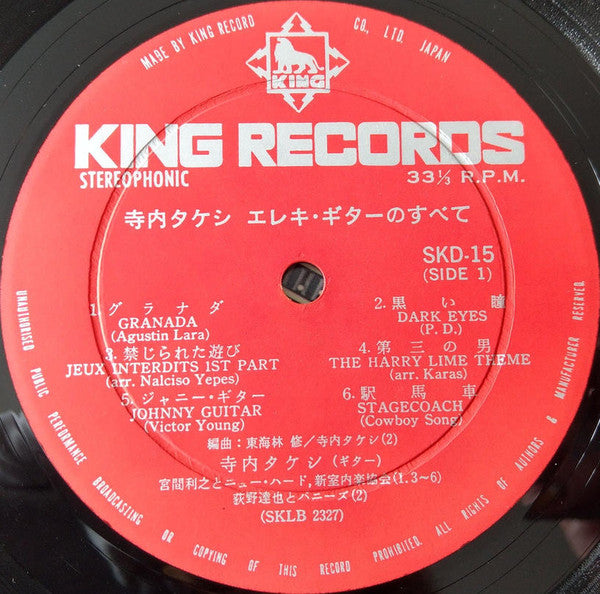 MADE BY KING RECORD CO., LTD. JAPAN
KING
KING RECORDS
STEREOPHONIC
33⅓ R.P.M.
寺内タケシ エレキ・ギターのすべて
SKD-15
(SIDE 1)
1. グラナダ
GRANADA
(Agustin Lara)
2. 黒い瞳
DARK EYES
(P. D.)
3. 禁じられた遊び
JEUX INTERDITS 1ST PART
(arr. Nalciso Yepes)
4. 第三の男
THE HARRY LIME THEME
(arr. Karas)
5. ジャニー・ギター
JOHNNY GUITAR
(Victor Young)
6. 駅馬車
STAGECOACH
(Cowboy Song)
編曲：東海林 修／寺内タケシ(2)
寺内タケシ (ギター)
宮間利之とニュー・ハード, 新室内楽協会(1. 3~6)
荻野達也とバニーズ(2)
(SKLB 2327)
UNAUTHORISED PUBLIC PERFORMANCE BROADCASTING OR COPYING OF THIS RECORD PROHIBITED. ALL RIGHTS OF AUTHORS & MANUFACTURER RESERVED.